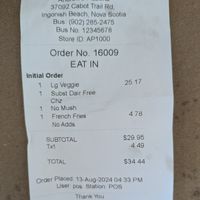 37092 Cabot Trail Rd,
Ingonish Beach, Nova Scotia
Bus: (902) 285-2475
Bus No. 12345678
Store ID: AP1000
Order No. 16009
EAT IN
Initial Order
1 Lg Veggie 25.17
1 Subst Dair Free
Chz
1 No Mush
1 French Fries 4.78
No Adds
SUBTOTAL $29.95
Txt 4.49
TOTAL $34.44
Order Placed: 13-Aug-2024 04:33 PM
User: pos Station: POS
Thank You